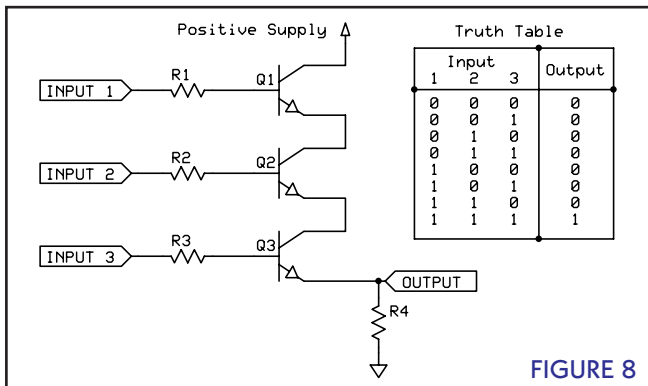 Positive Supply
Truth Table
Input
Output
1 2 3
0 0 0 0
0 0 1 0
0 1 0 0
0 1 1 0
1 0 0 0
1 0 1 0
1 1 0 0
1 1 1 1
INPUT 1
R1
Q1
INPUT 2
R2
Q2
INPUT 3
R3
Q3
OUTPUT
R4
FIGURE 8